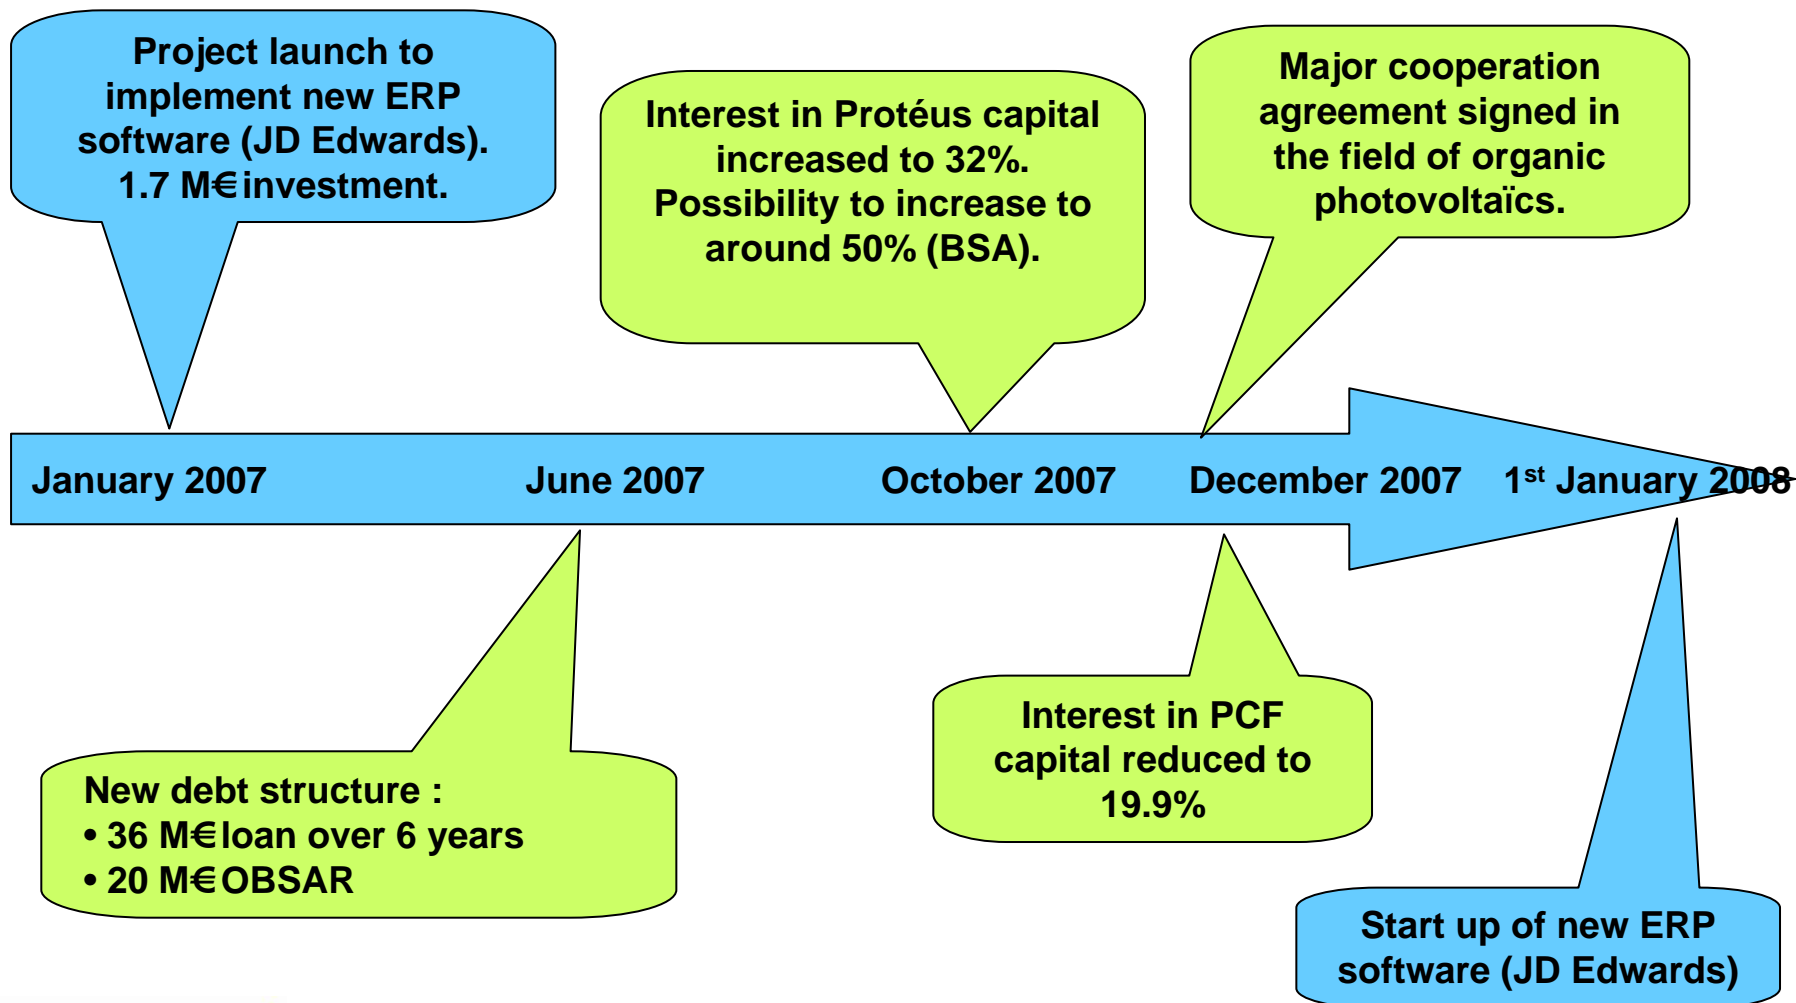 Project launch to
implement new ERP
software (JD Edwards).
1.7 M€ investment.
Interest in Protéus capital
increased to 32%.
Possibility to increase to
around 50% (BSA).
Major cooperation
agreement signed in
the field of organic
photovoltaïcs.
January 2007
June 2007
October 2007
December 2007
1st January 2008
New debt structure :
• 36 M€ loan over 6 years
• 20 M€ OBSAR
Interest in PCF
capital reduced to
19.9%
Start up of new ERP
software (JD Edwards)